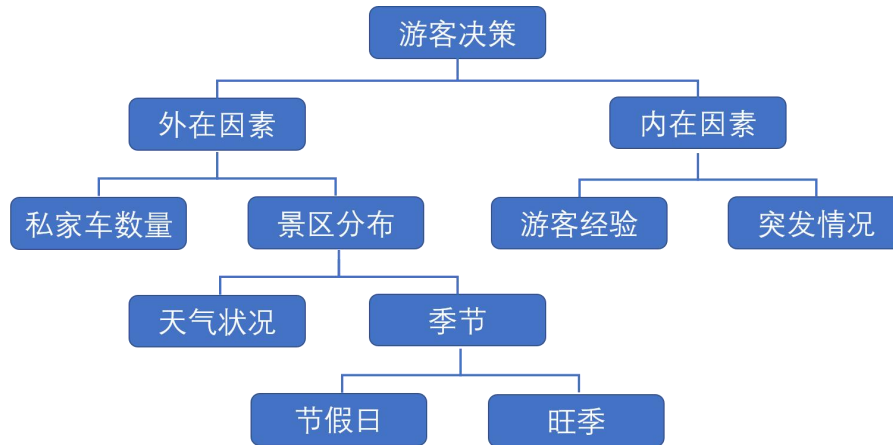 游客决策
外在因素
内在因素
私家车数量
景区分布
游客经验
突发情况
天气状况
季节
节假日
旺季